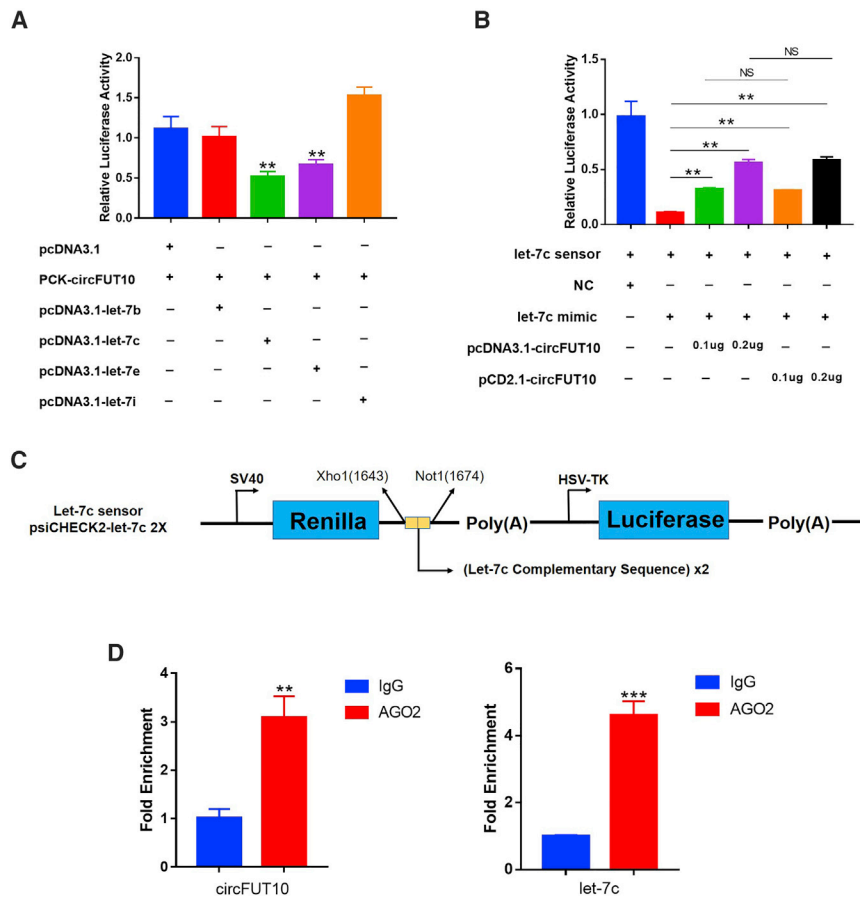 A
Relative Luciferase Activity
2.0
1.5
1.0
0.5
0.0
** **
pcDNA3.1 + − − − −
PCK-circFUT10 + + + + +
pcDNA3.1-let-7b − + − − −
pcDNA3.1-let-7c − − + − −
pcDNA3.1-let-7e − − − + −
pcDNA3.1-let-7i − − − − +
B
Relative Luciferase Activity
1.5
1.0
0.5
0.0
NS
NS
**
**
**
**
let-7c sensor + + + + + +
NC + − − − − −
let-7c mimic − + + + + +
pcDNA3.1-circFUT10 − − 0.1ug 0.2ug − −
pCD2.1-circFUT10 − − − − 0.1ug 0.2ug
C
Let-7c sensor
psiCHECK2-let-7c 2X
SV40
Xho1(1643)
Not1(1674)
HSV-TK
Renilla
Poly(A)
Luciferase
Poly(A)
(Let-7c Complementary Sequence) x2
D
Fold Enrichment
4
3
2
1
0
**
IgG
AGO2
circFUT10
Fold Enrichment
6
4
2
0
***
IgG
AGO2
let-7c